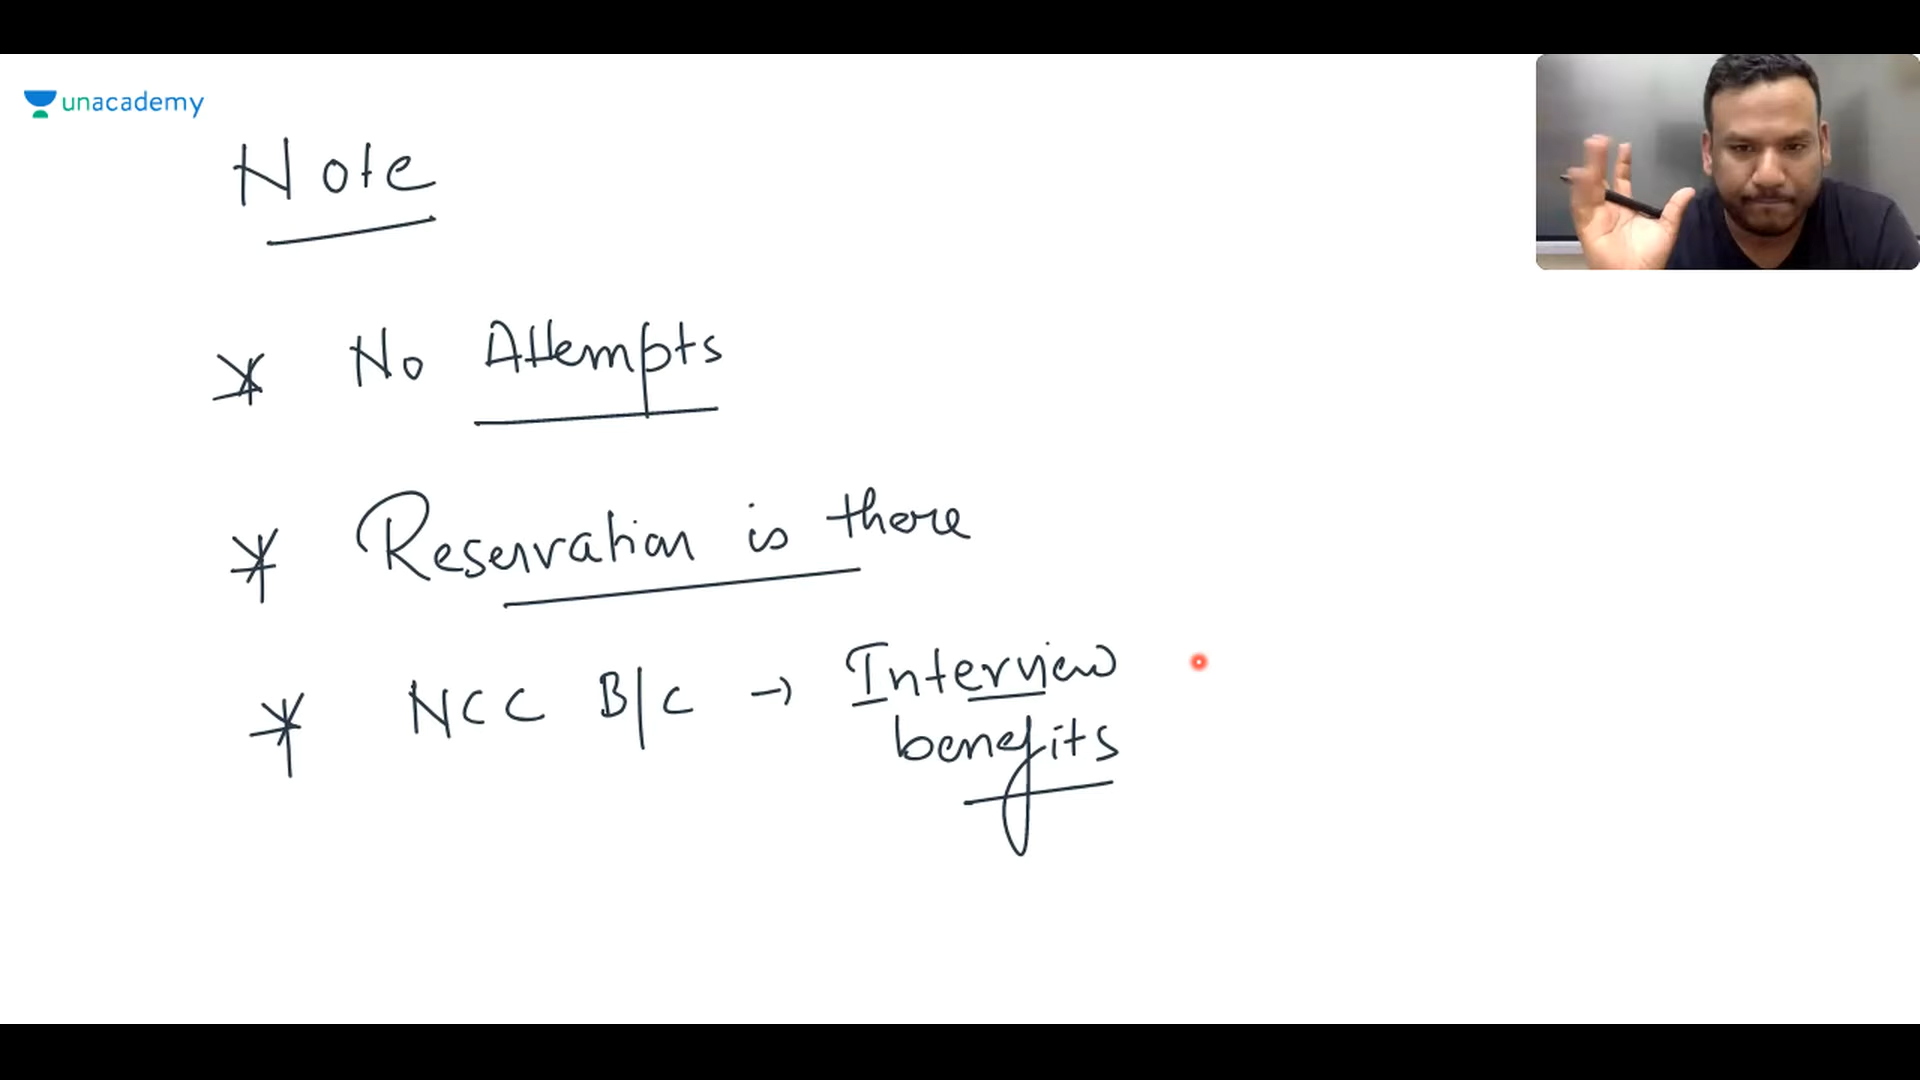 unacademy
Note
* No Attempts
* Reservation is there
* NCC B/C → Interview
benefits